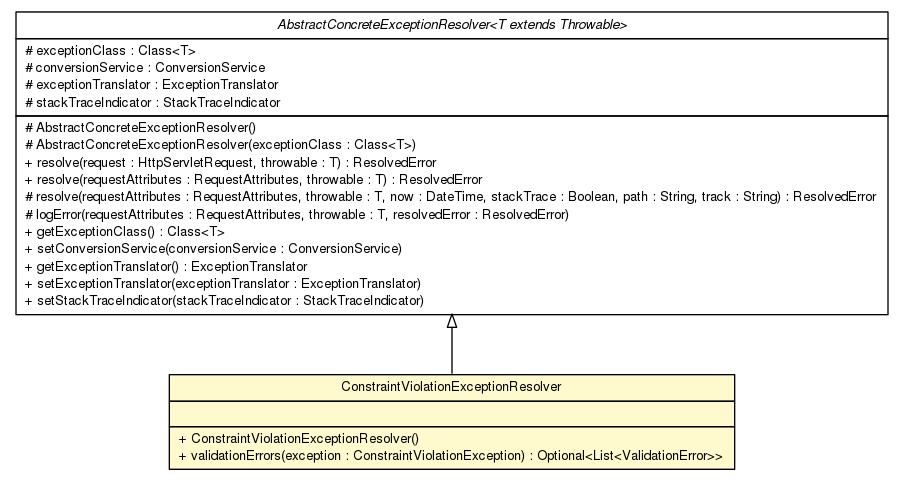 AbstractConcreteExceptionResolver<T extends Throwable>
# exceptionClass : Class<T>
# conversionService : ConversionService
# exceptionTranslator : ExceptionTranslator
# stackTraceIndicator : StackTraceIndicator
# AbstractConcreteExceptionResolver()
# AbstractConcreteExceptionResolver(exceptionClass : Class<T>)
+ resolve(request : HttpServletRequest, throwable : T) : ResolvedError
+ resolve(requestAttributes : RequestAttributes, throwable : T) : ResolvedError
# resolve(requestAttributes : RequestAttributes, throwable : T, now : DateTime, stackTrace : Boolean, path : String, track : String) : ResolvedError
# logError(requestAttributes : RequestAttributes, throwable : T, resolvedError : ResolvedError)
+ getExceptionClass() : Class<T>
+ setConversionService(conversionService : ConversionService)
+ getExceptionTranslator() : ExceptionTranslator
+ setExceptionTranslator(exceptionTranslator : ExceptionTranslator)
+ setStackTraceIndicator(stackTraceIndicator : StackTraceIndicator)
ConstraintViolationExceptionResolver
+ ConstraintViolationExceptionResolver()
+ validationErrors(exception : ConstraintViolationException) : Optional<List<ValidationError>>